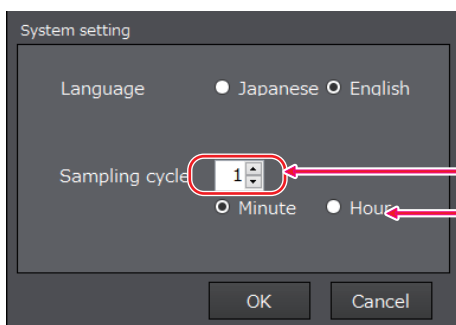 System setting
Language Japanese English
Sampling cycle 1
Minute Hour
OK Cancel